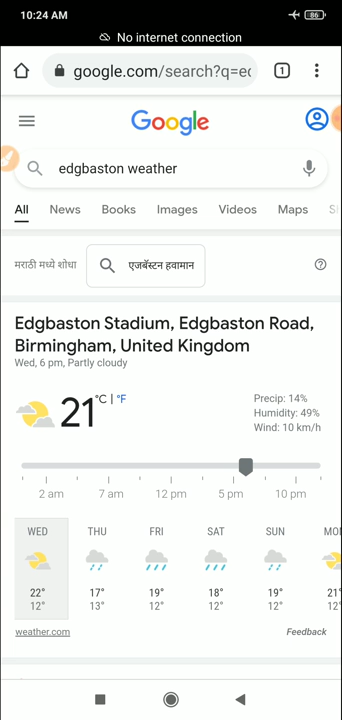 10:24 AM
86
No internet connection
google.com/search?q=ec
1
Google
edgbaston weather
All News Books Images Videos Maps
मराठी मध्ये शोधा
एजबॅस्टन हवामान
Edgbaston Stadium, Edgbaston Road,
Birmingham, United Kingdom
Wed, 6 pm, Partly cloudy
21 °C | °F
Precip: 14%
Humidity: 49%
Wind: 10 km/h
2 am 7 am 12 pm 5 pm 10 pm
WED THU FRI SAT SUN MO
22° 17° 19° 18° 19° 21°
12° 13° 12° 12° 12° 12°
weather.com Feedback